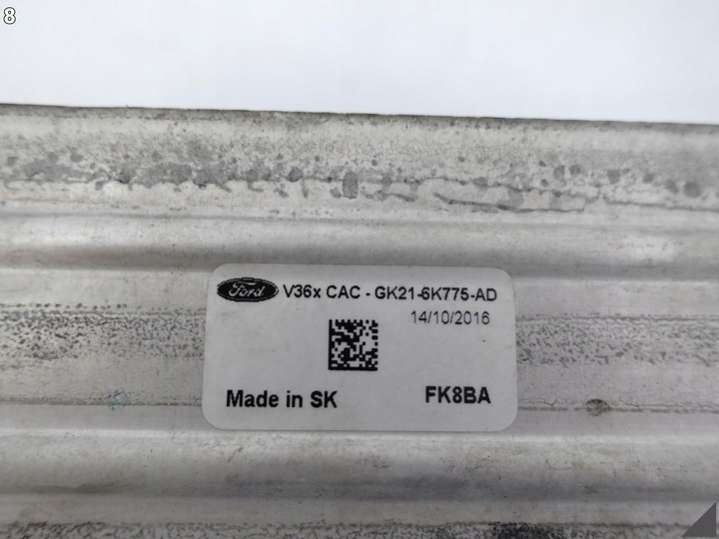 8
Ford V36x CAC - GK21-6K775-AD
14/10/2016
Made in SK FK8BA